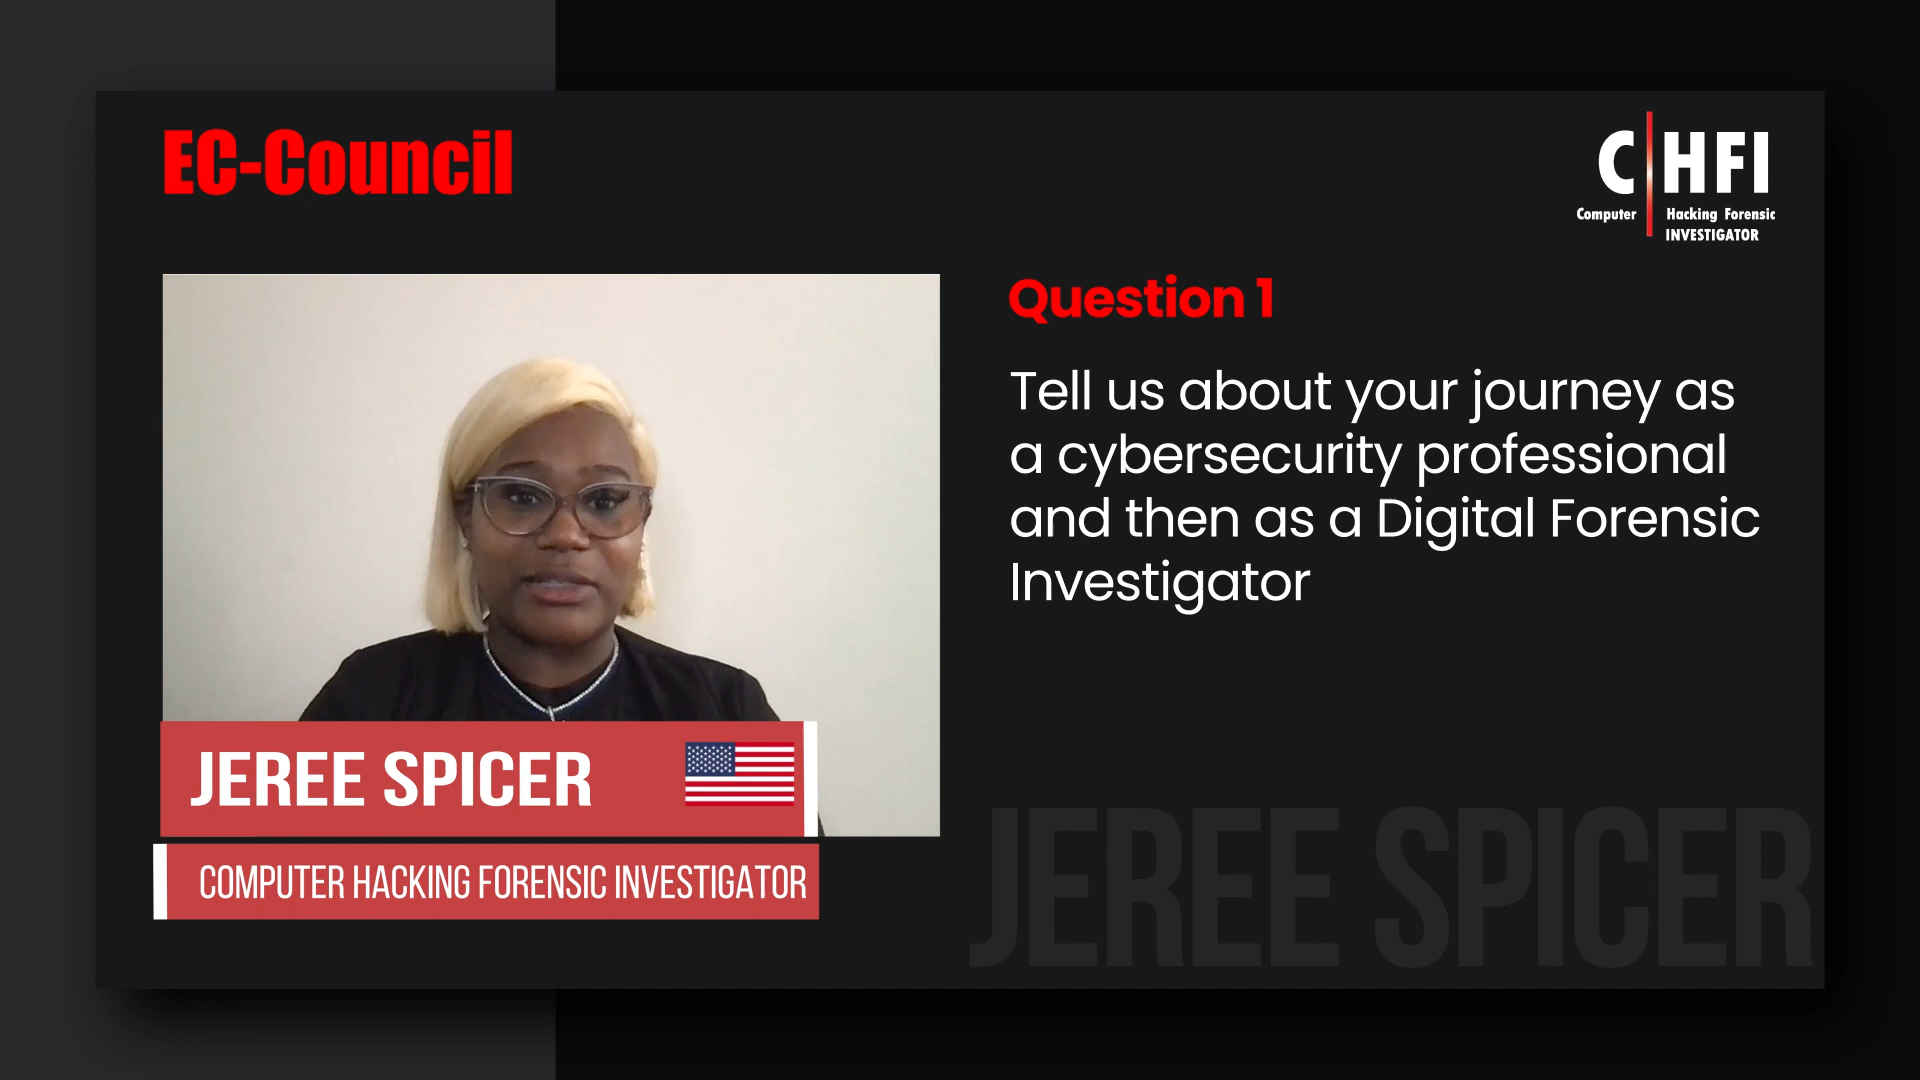 EC-Council
C HFI
Computer Hacking Forensic
INVESTIGATOR
Question 1
Tell us about your journey as
a cybersecurity professional
and then as a Digital Forensic
Investigator
JEREE SPICER
COMPUTER HACKING FORENSIC INVESTIGATOR
JEREE SPICER